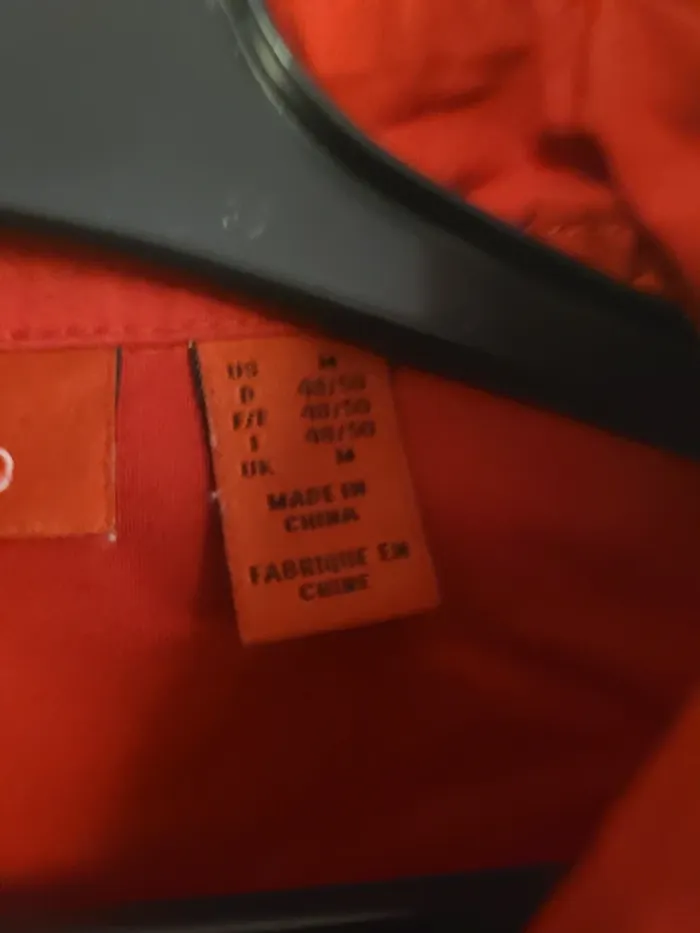 US M
D 48/50
F/E 48/50
I 48/50
UK M
MADE IN
CHINA
FABRIQUE EN
CHINE